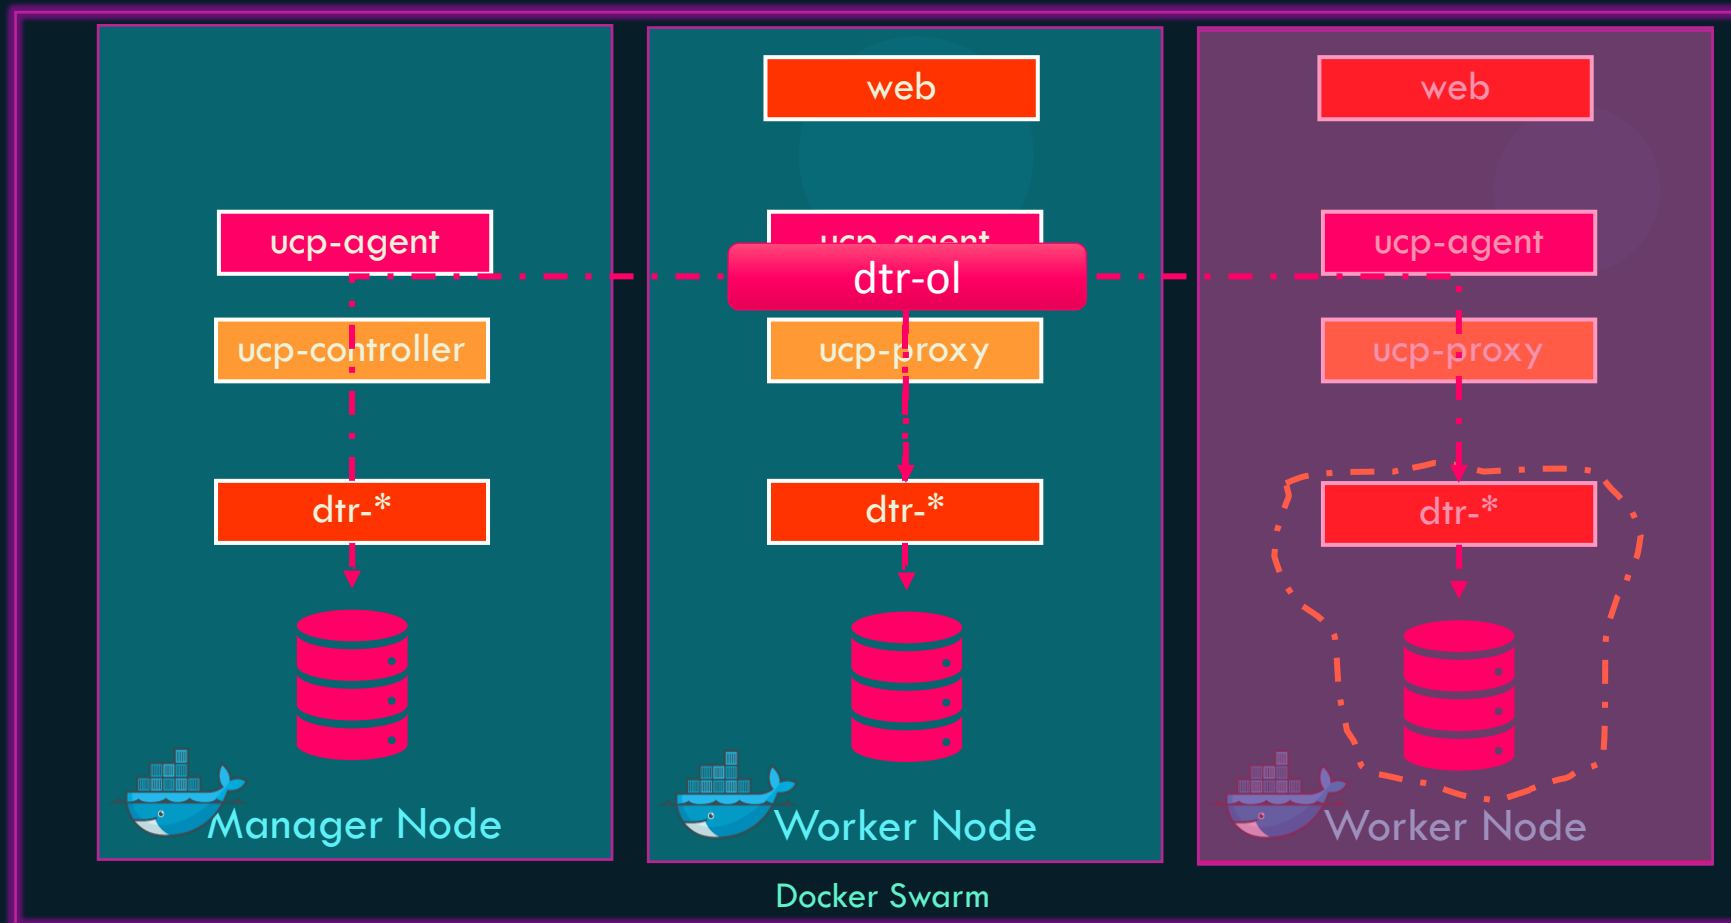 ucp-agent
ucp-controller
dtr-*
Manager Node
web
ucp-agent
dtr-ol
ucp-proxy
dtr-*
Worker Node
web
ucp-agent
ucp-proxy
dtr-*
Worker Node
Docker Swarm